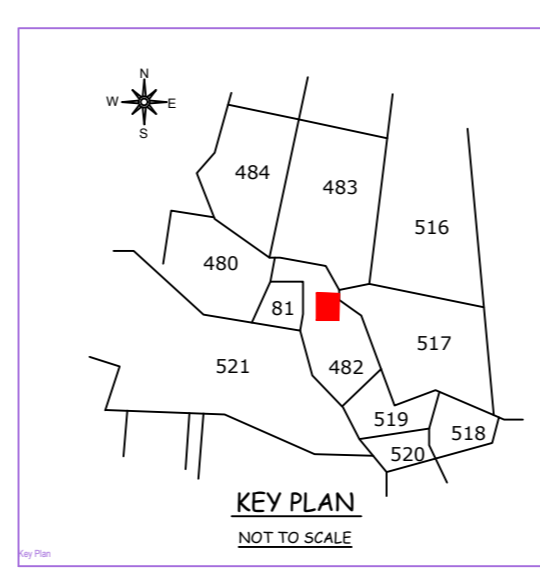 N
W E
S
484
483
516
480
81
517
521
482
519
518
520
KEY PLAN
NOT TO SCALE
Key Plan